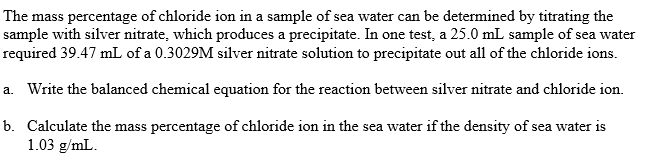 The mass percentage of chloride ion in a sample of sea water can be determined by titrating the
sample with silver nitrate, which produces a precipitate. In one test, a 25.0 mL sample of sea water
required 39.47 mL of a 0.3029M silver nitrate solution to precipitate out all of the chloride ions.
a. Write the balanced chemical equation for the reaction between silver nitrate and chloride ion.
b. Calculate the mass percentage of chloride ion in the sea water if the density of sea water is
1.03 g/mL.